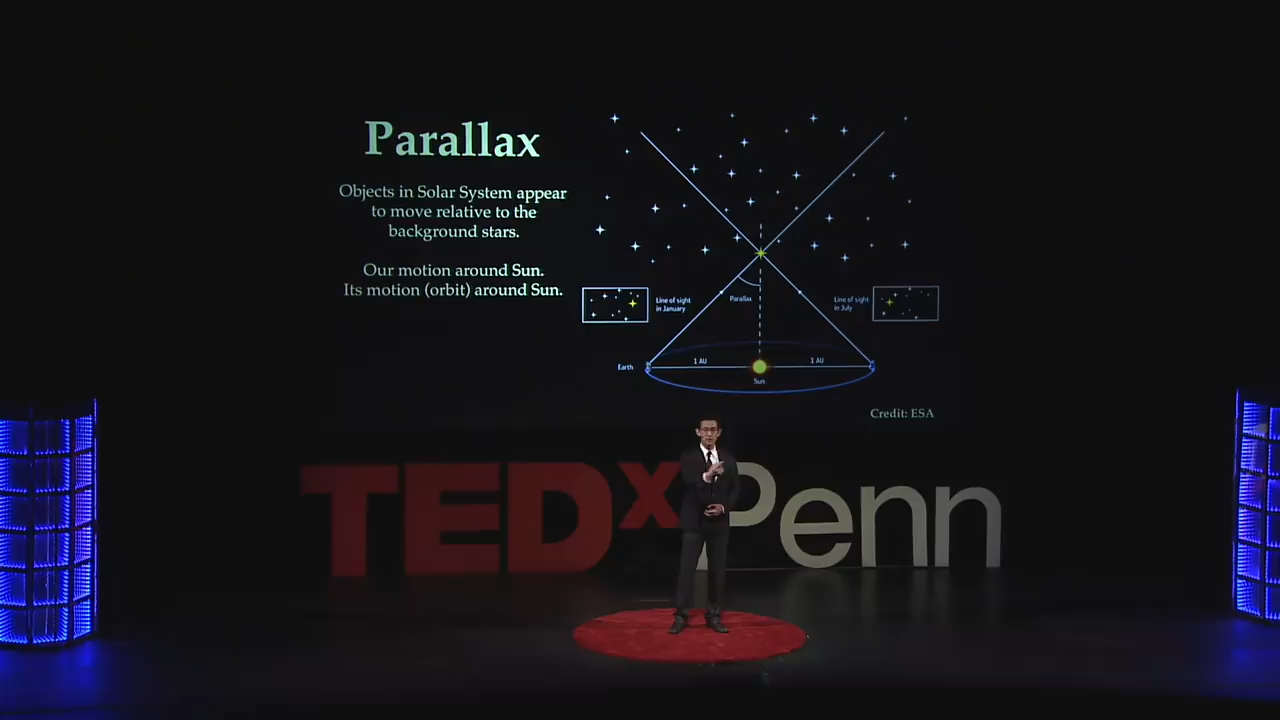 Parallax
Objects in Solar System appear
to move relative to the
background stars.
Our motion around Sun.
Its motion (orbit) around Sun.
Parallax
Line of sight
in January
Line of sight
in July
Earth
1 AU
1 AU
Sun
Credit: ESA
TEDxPenn